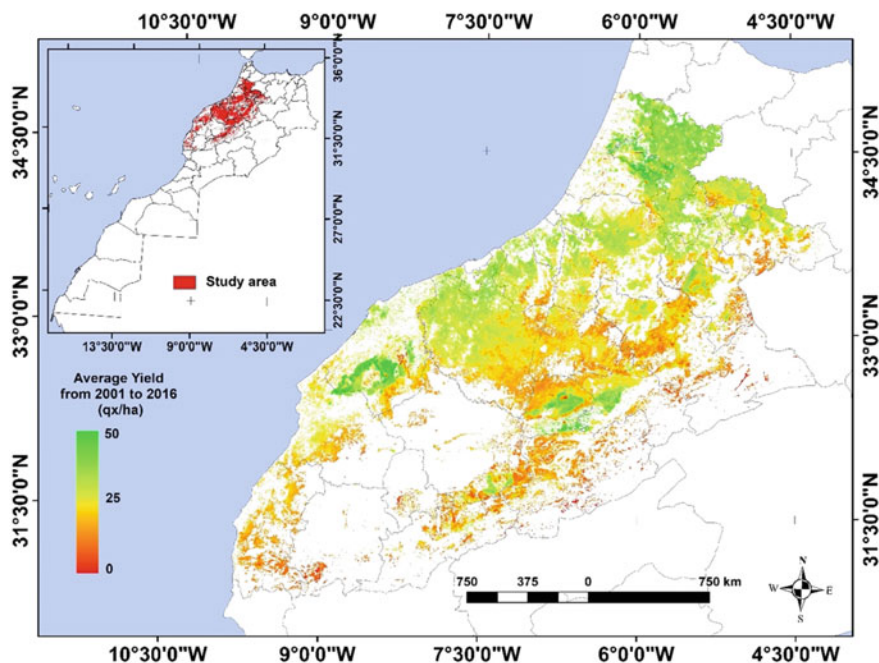 10°30'0"W 9°0'0"W 7°30'0"W 6°0'0"W 4°30'0"W
34°30'0"N
33°0'0"N
31°30'0"N
36°0'0"N
31°30'0"N
27°0'0"N
22°30'0"N
Study area
13°30'0"W 9°0'0"W 4°30'0"W
Average Yield
from 2001 to 2016
(qx/ha)
50
25
0
34°30'0"N
33°0'0"N
31°30'0"N
750 375 0 750 km
N
W E
S
10°30'0"W 9°0'0"W 7°30'0"W 6°0'0"W 4°30'0"W